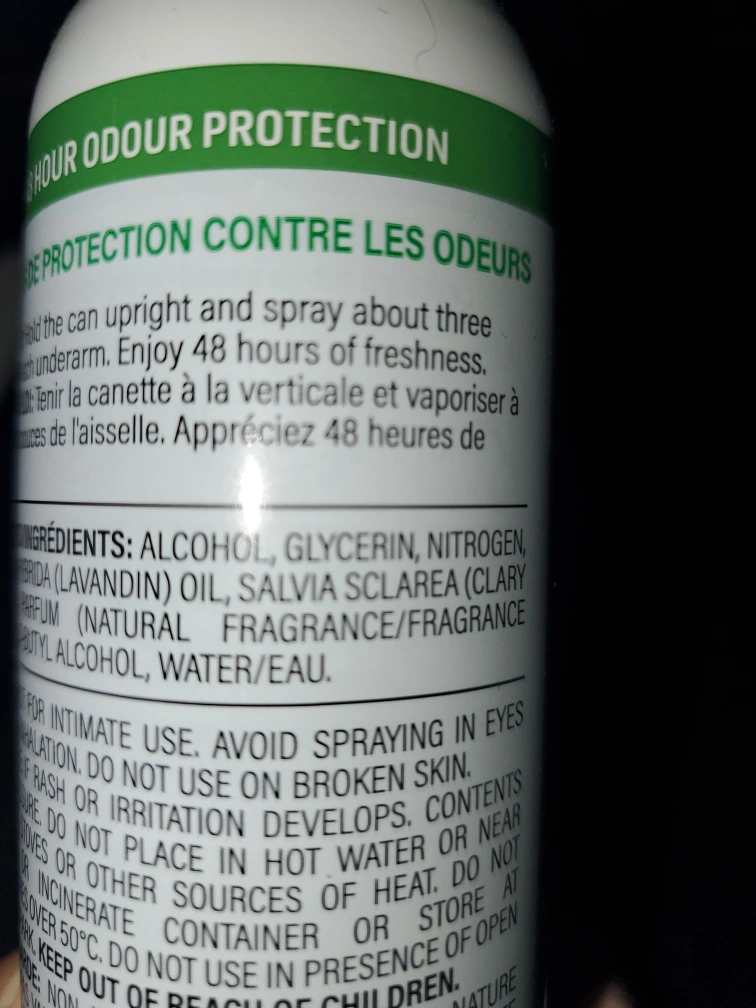 HOUR ODOUR PROTECTION
DE PROTECTION CONTRE LES ODEURS
the can upright and spray about three
underarm. Enjoy 48 hours of freshness.
Tenir la canette à la verticale et vaporiser à
de l'aisselle. Appréciez 48 heures de
INGRÉDIENTS: ALCOHOL, GLYCERIN, NITROGEN,
(LAVANDIN) OIL, SALVIA SCLAREA (CLARY
PARFUM (NATURAL FRAGRANCE/FRAGRANCE
ALCOHOL, WATER/EAU.
FOR INTIMATE USE. AVOID SPRAYING IN EYES
DO NOT USE ON BROKEN SKIN.
IF RASH OR IRRITATION DEVELOPS. CONTENTS
DO NOT PLACE IN HOT WATER OR NEAR
OR OTHER SOURCES OF HEAT. DO NOT
INCINERATE CONTAINER OR STORE AT
OVER 50°C. DO NOT USE IN PRESENCE OF OPEN
KEEP OUT OF REACH OF CHILDREN.
NATURE